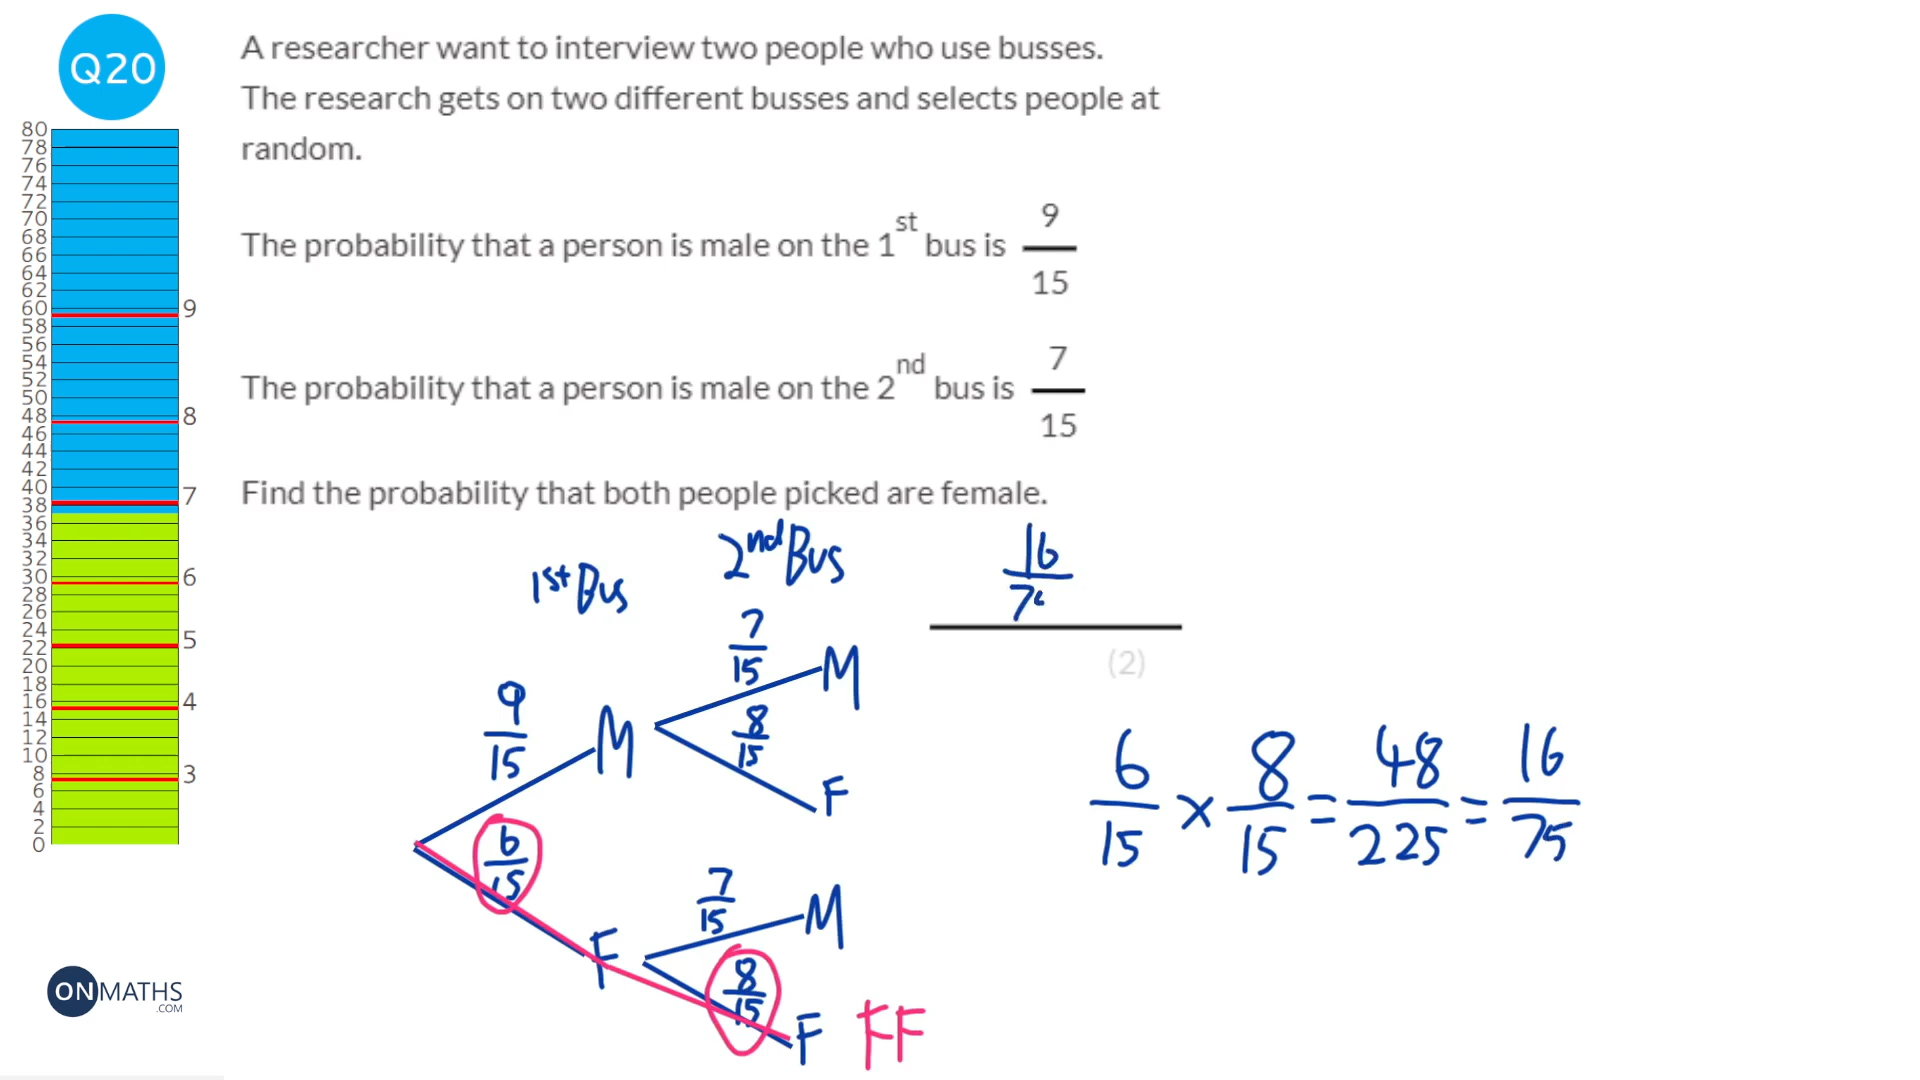 Q20
A researcher want to interview two people who use busses.
The research gets on two different busses and selects people at
random.
The probability that a person is male on the 1st bus is 9/15
The probability that a person is male on the 2nd bus is 7/15
Find the probability that both people picked are female.
80
78
76
74
72
70
68
66
64
62
60
58
56
54
52
50
48
46
44
42
40
38
36
34
32
30
28
26
24
22
20
18
16
14
12
10
8
6
4
2
0
9
8
7
6
5
4
3
1st Bus
2nd Bus
16
(2)
9/15
M
7/15
M
8/15
F
6/15
F
7/15
M
8/15
F
FF
6/15 × 8/15 = 48/225 = 16/75
ONMATHS
.COM